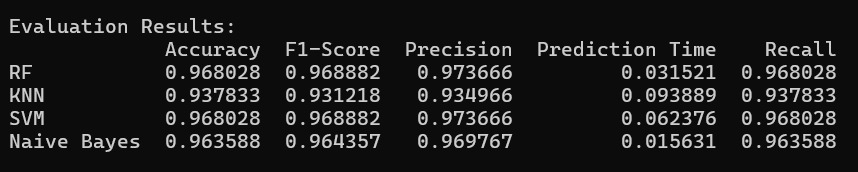 Evaluation Results:
Accuracy F1-Score Precision Prediction Time Recall
RF 0.968028 0.968882 0.973666 0.031521 0.968028
KNN 0.937833 0.931218 0.934966 0.093889 0.937833
SVM 0.968028 0.968882 0.973666 0.062376 0.968028
Naive Bayes 0.963588 0.964357 0.969767 0.015631 0.963588